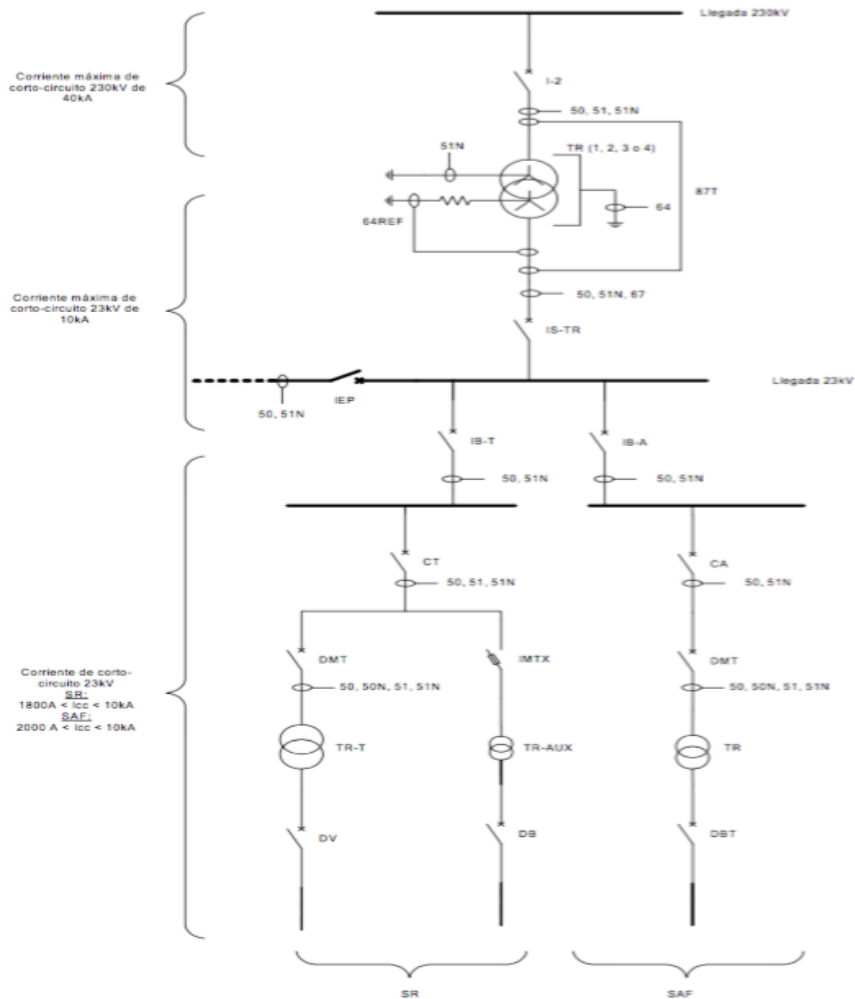 Llegada 230kV
Corriente máxima de
corto-circuito 230kV de
40kA
I-2
50, 51, 51N
51N
TR (1, 2, 3 o 4)
87T
64
64REF
Corriente máxima de
corto-circuito 23kV de
10kA
50, 51N, 67
IS-TR
Llegada 23kV
IEP
50, 51N
IB-T
IB-A
50, 51N
50, 51N
CT
CA
50, 51, 51N
50, 51N
DMT
IMTX
DMT
Corriente de corto-
circuito 23kV
SR:
1800A < Icc < 10kA
SAF:
2000 A < Icc < 10kA
50, 50N, 51, 51N
50, 50N, 51, 51N
TR-T
TR-AUX
TR
DV
DB
DBT
SR
SAF